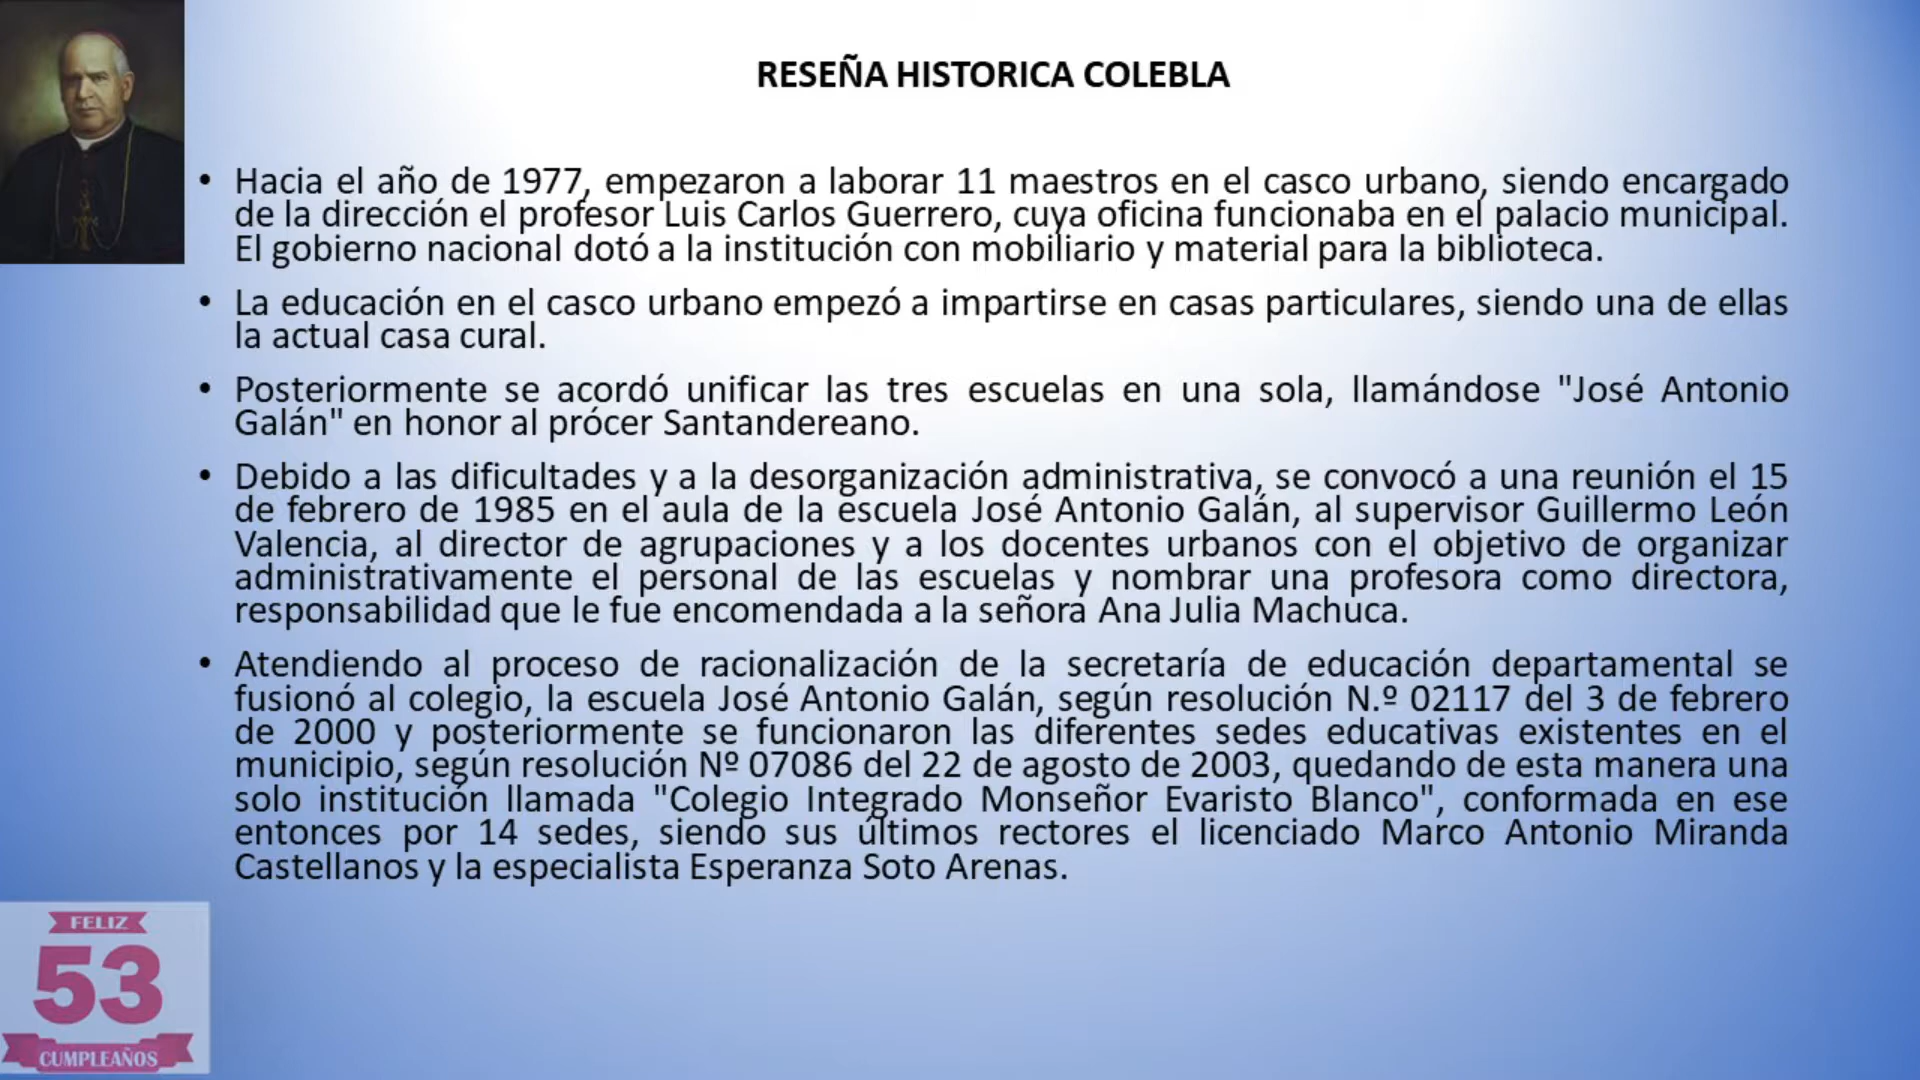 RESEÑA HISTORICA COLEBLA
• Hacia el año de 1977, empezaron a laborar 11 maestros en el casco urbano, siendo encargado
de la dirección el profesor Luis Carlos Guerrero, cuya oficina funcionaba en el palacio municipal.
El gobierno nacional dotó a la institución con mobiliario y material para la biblioteca.
• La educación en el casco urbano empezó a impartirse en casas particulares, siendo una de ellas
la actual casa cural.
• Posteriormente se acordó unificar las tres escuelas en una sola, llamándose "José Antonio
Galán" en honor al prócer Santandereano.
• Debido a las dificultades y a la desorganización administrativa, se convocó a una reunión el 15
de febrero de 1985 en el aula de la escuela José Antonio Galán, al supervisor Guillermo León
Valencia, al director de agrupaciones y a los docentes urbanos con el objetivo de organizar
administrativamente el personal de las escuelas y nombrar una profesora como directora,
responsabilidad que le fue encomendada a la señora Ana Julia Machuca.
• Atendiendo al proceso de racionalización de la secretaría de educación departamental se
fusionó al colegio, la escuela José Antonio Galán, según resolución N.º 02117 del 3 de febrero
de 2000 y posteriormente se funcionaron las diferentes sedes educativas existentes en el
municipio, según resolución Nº 07086 del 22 de agosto de 2003, quedando de esta manera una
solo institución llamada "Colegio Integrado Monseñor Evaristo Blanco", conformada en ese
entonces por 14 sedes, siendo sus últimos rectores el licenciado Marco Antonio Miranda
Castellanos y la especialista Esperanza Soto Arenas.
FELIZ
53
CUMPLEAÑOS